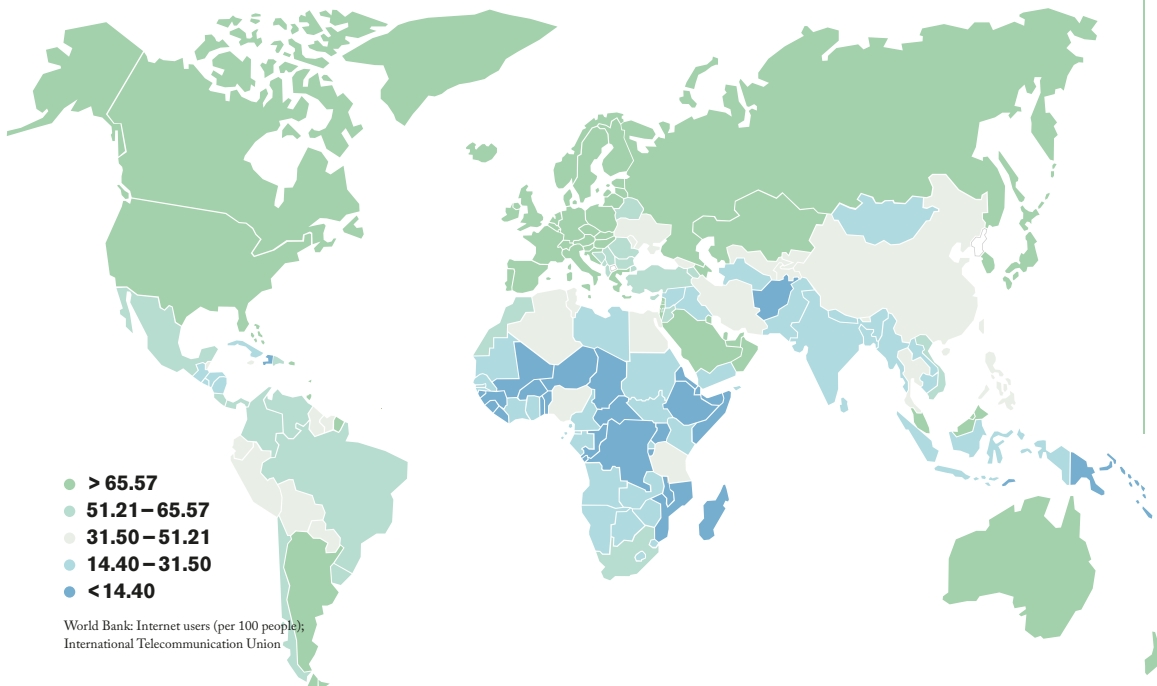 > 65.57
51.21–65.57
31.50–51.21
14.40–31.50
<14.40
World Bank: Internet users (per 100 people);
International Telecommunication Union